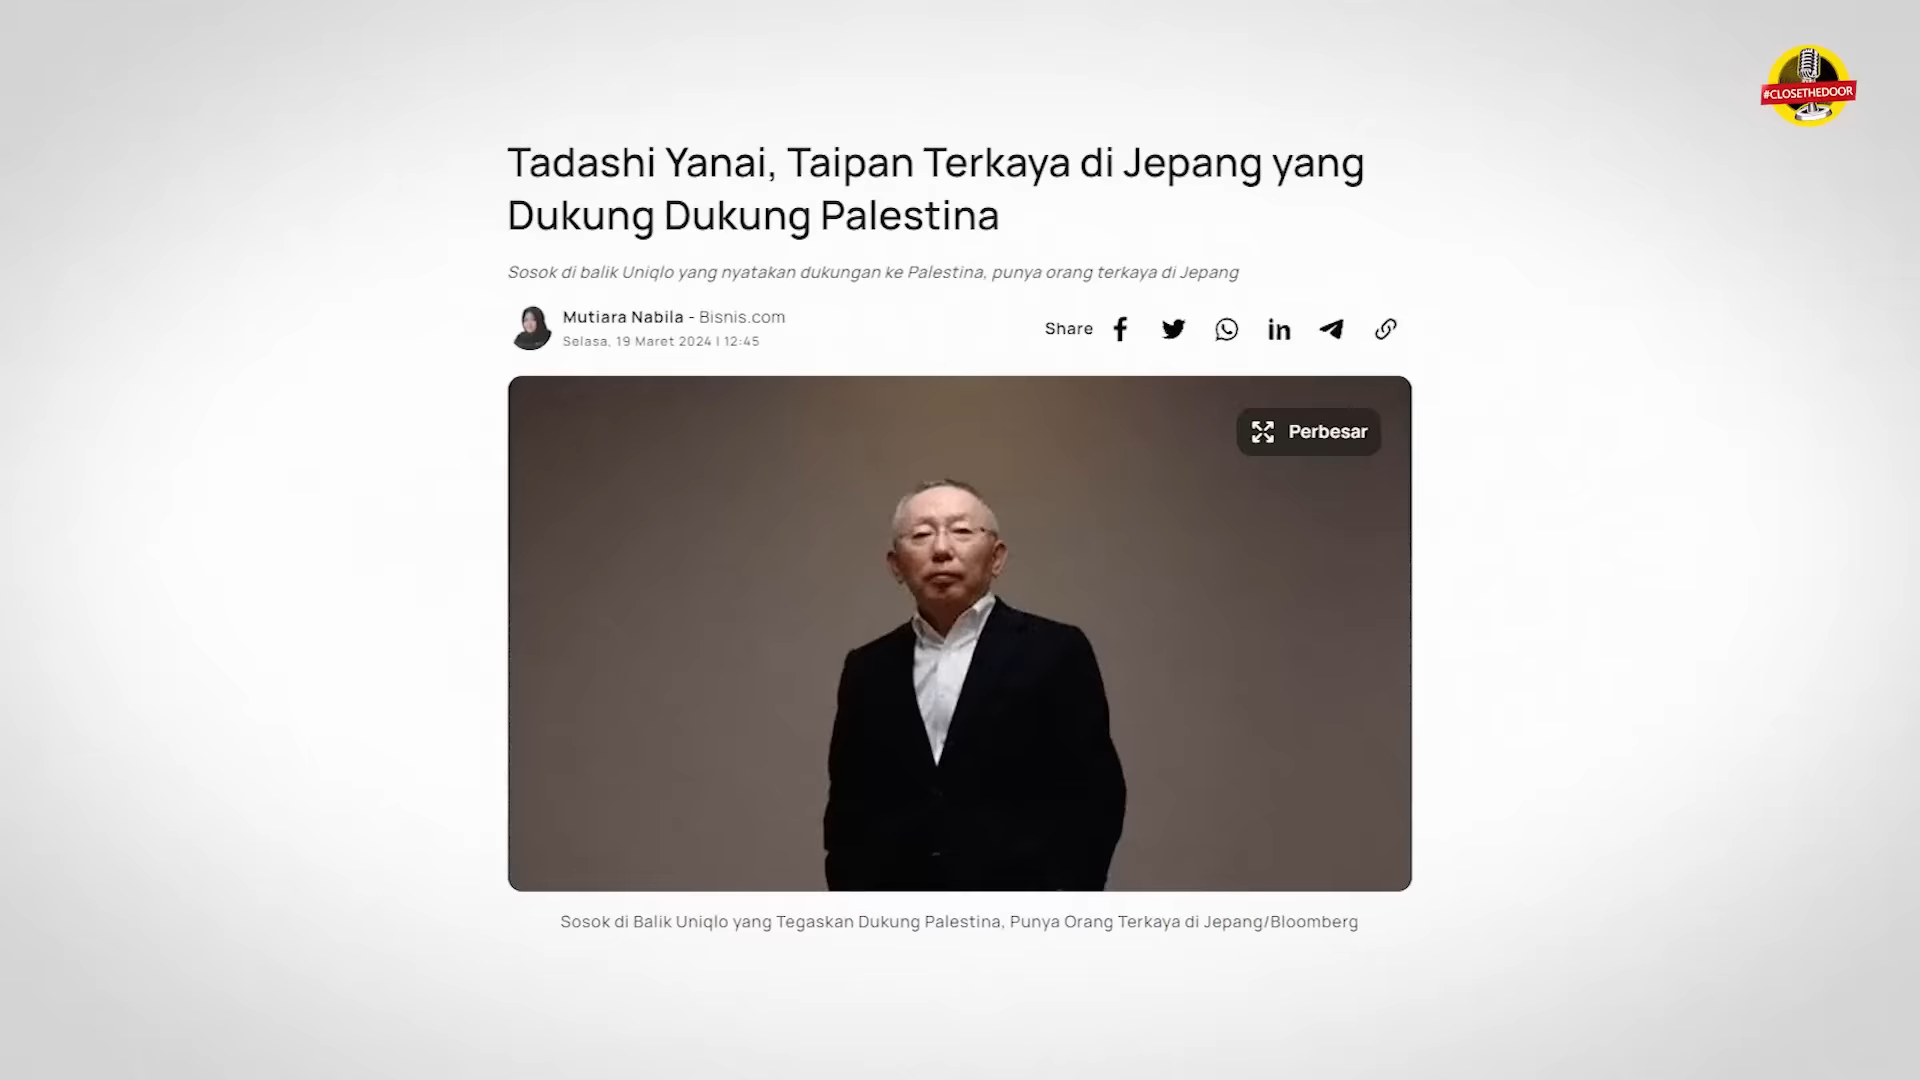 #CLOSETHEDOOR
Tadashi Yanai, Taipan Terkaya di Jepang yang
Dukung Dukung Palestina
Sosok di balik Uniqlo yang nyatakan dukungan ke Palestina, punya orang terkaya di Jepang
Mutiara Nabila - Bisnis.com
Selasa, 19 Maret 2024 | 12:45
Share
Perbesar
Sosok di Balik Uniqlo yang Tegaskan Dukung Palestina, Punya Orang Terkaya di Jepang/Bloomberg